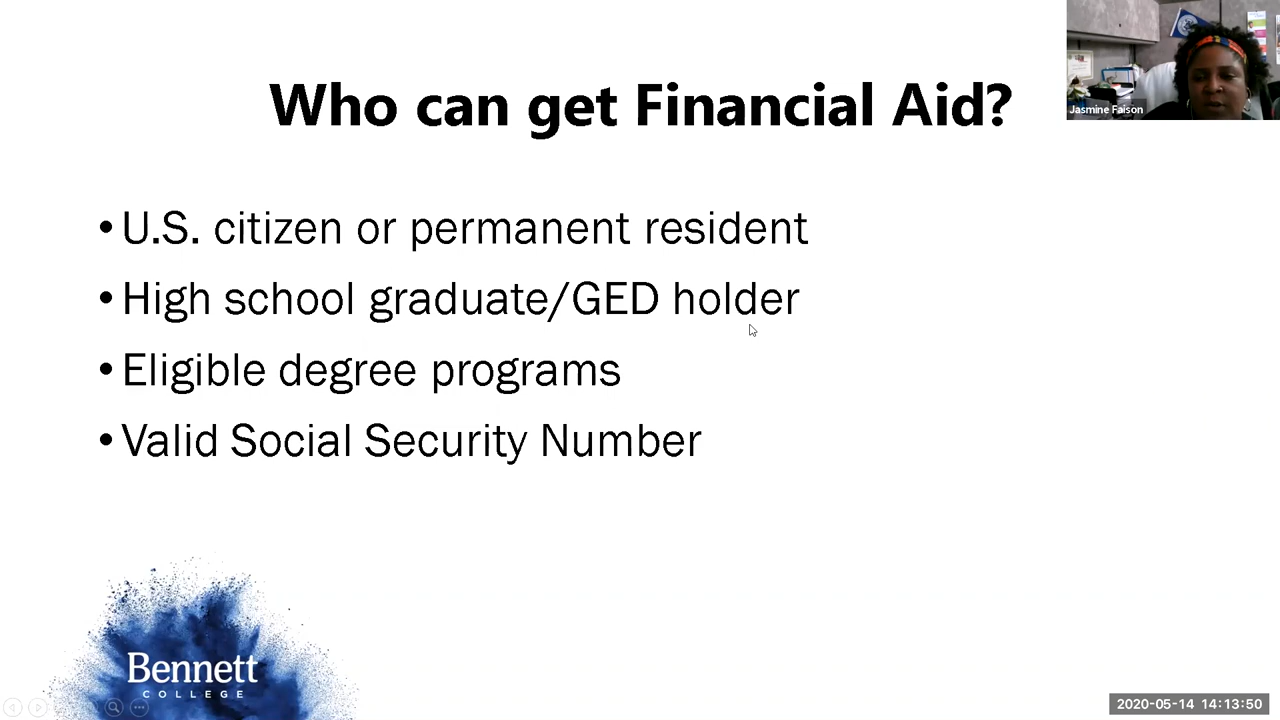 Who can get Financial Aid?
Jasmine Faison
• U.S. citizen or permanent resident
• High school graduate/GED holder
• Eligible degree programs
• Valid Social Security Number
Bennett
COLLEGE
2020-05-14 14:13:50